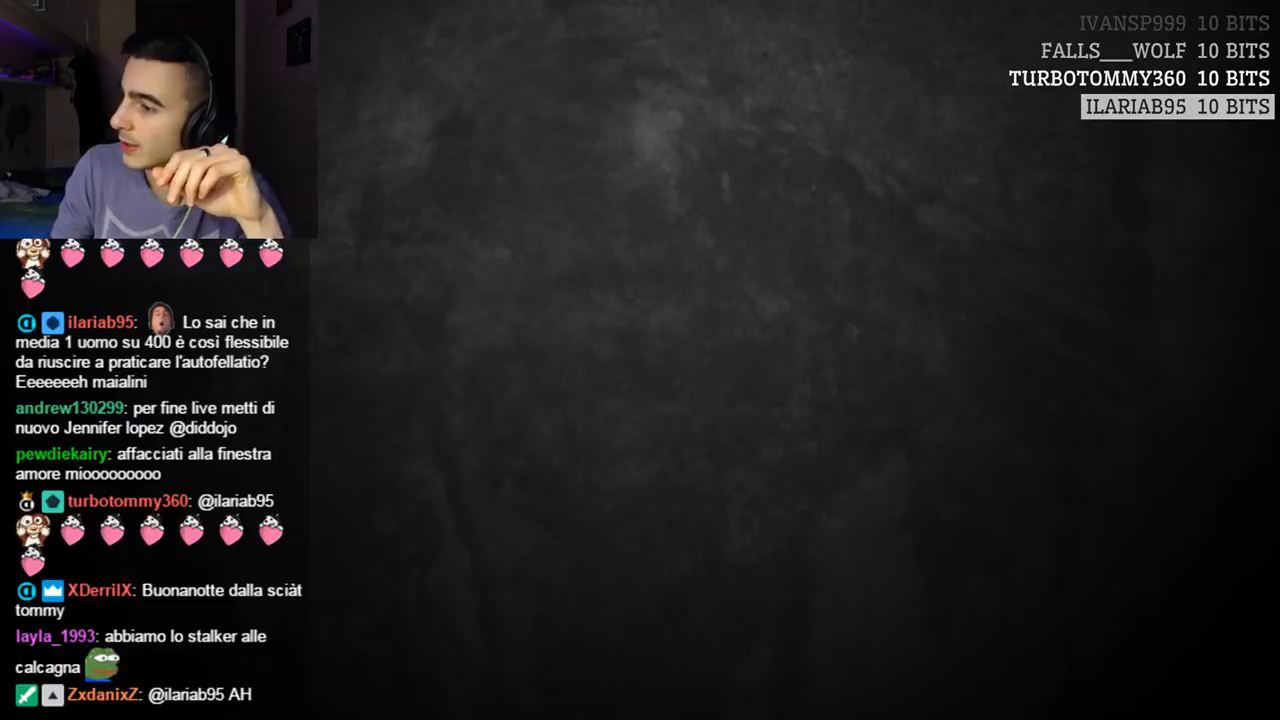 IVANSP999 10 BITS
FALLS___WOLF 10 BITS
TURBOTOMMY360 10 BITS
ILARIAB95 10 BITS
ilariab95: Lo sai che in
media 1 uomo su 400 è così flessibile
da riuscire a praticare l'autofellatio?
Eeeeeeeh maialini
andrew130299: per fine live metti di
nuovo Jennifer lopez @diddojo
pewdiekairy: affacciati alla finestra
amore miooooooooo
turbotommy360: @ilariab95
XDerrilX: Buonanotte dalla sciàt
tommy
layla_1993: abbiamo lo stalker alle
calcagna
ZxdanixZ: @ilariab95 AH